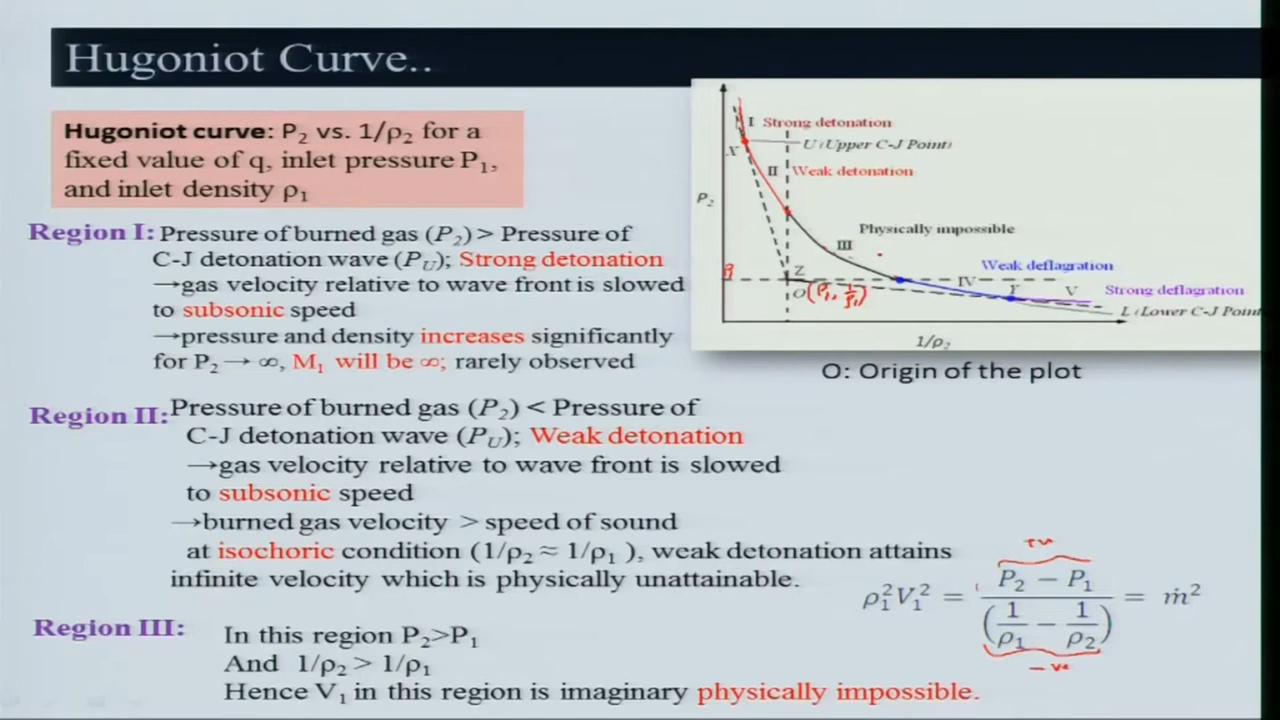 Hugoniot Curve..
Hugoniot curve: P₂ vs. 1/ρ₂ for a
fixed value of q, inlet pressure P₁,
and inlet density ρ₁
Region I: Pressure of burned gas (P₂) > Pressure of
C-J detonation wave (P_U); Strong detonation
→gas velocity relative to wave front is slowed
to subsonic speed
→pressure and density increases significantly
for P₂ → ∞, M₁ will be ∞; rarely observed
Region II: Pressure of burned gas (P₂) < Pressure of
C-J detonation wave (P_U); Weak detonation
→gas velocity relative to wave front is slowed
to subsonic speed
→burned gas velocity > speed of sound
at isochoric condition (1/ρ₂ ≈ 1/ρ₁ ), weak detonation attains
infinite velocity which is physically unattainable.
Region III: In this region P₂>P₁
And 1/ρ₂ > 1/ρ₁
Hence V₁ in this region is imaginary physically impossible.
I Strong detonation
X
U (Upper C-J Point)
II Weak detonation
P₂
Physically impossible
III
Weak deflagration
P₁
Z
IV
Y
V
Strong deflagration
O (P₁, 1/ρ₁)
L (Lower C-J Point
1/ρ₂
O: Origin of the plot
+ve
ρ₁²V₁² = (P₂ − P₁) / (1/ρ₁ − 1/ρ₂) = ṁ²
−ve